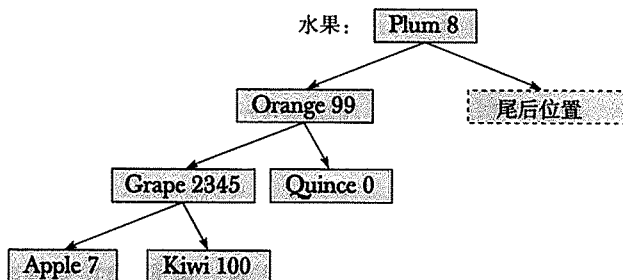 水果： Plum 8
Orange 99 尾后位置
Grape 2345 Quince 0
Apple 7 Kiwi 100